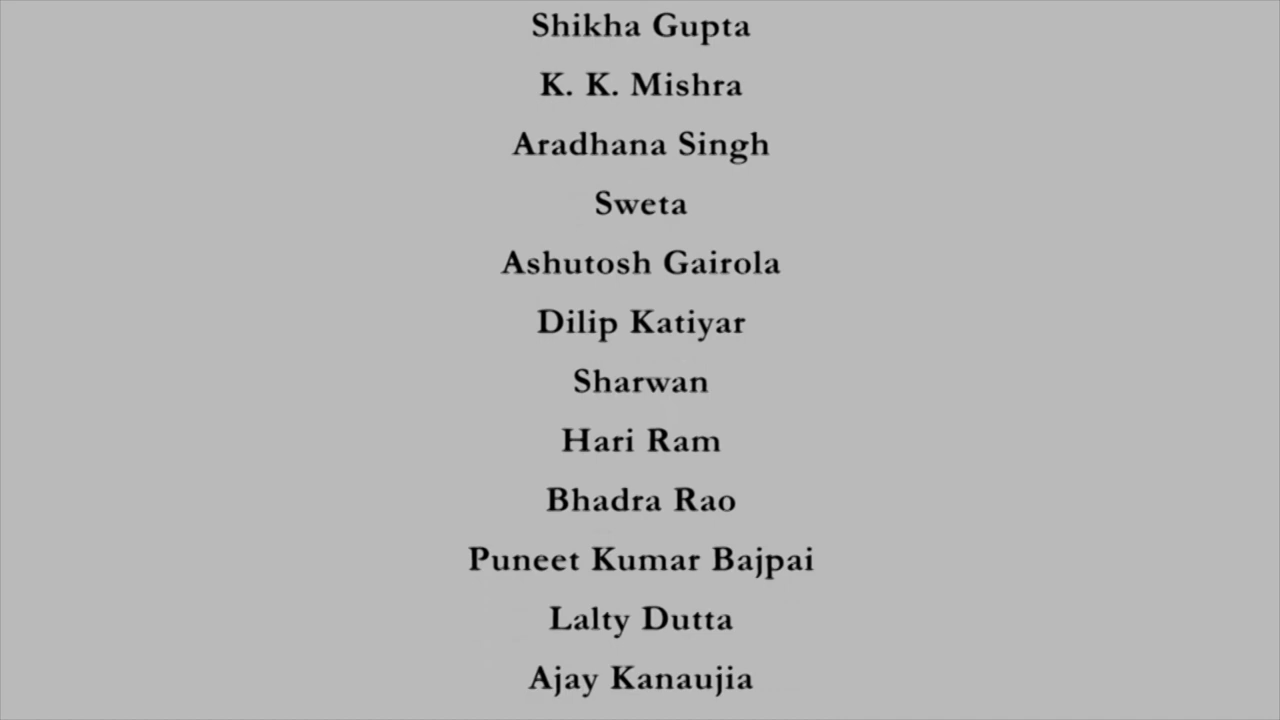 Shikha Gupta
K. K. Mishra
Aradhana Singh
Sweta
Ashutosh Gairola
Dilip Katiyar
Sharwan
Hari Ram
Bhadra Rao
Puneet Kumar Bajpai
Lalty Dutta
Ajay Kanaujia